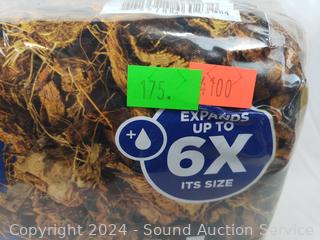 175.
4100
EXPANDS
UP TO
6X
ITS SIZE
+
Copyright 2024 - Sound Auction Service